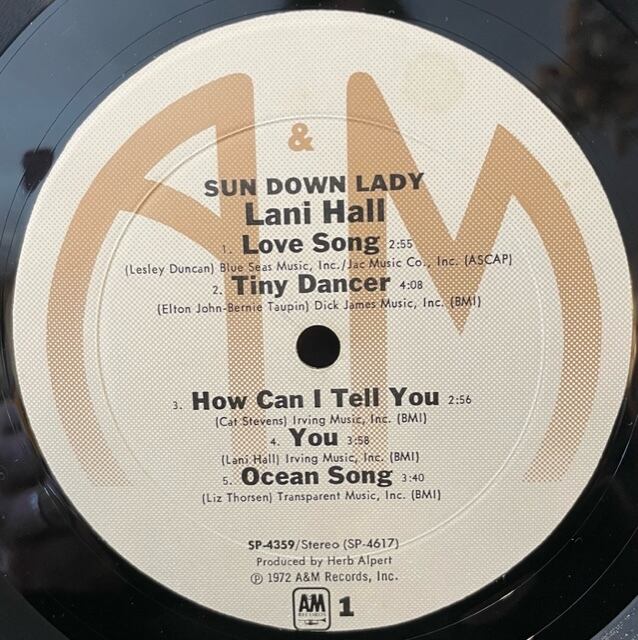 A & M
SUN DOWN LADY
Lani Hall
1. Love Song 2:55
(Lesley Duncan) Blue Seas Music, Inc./Jac Music Co., Inc. (ASCAP)
2. Tiny Dancer 4:08
(Elton John-Bernie Taupin) Dick James Music, Inc. (BMI)
3. How Can I Tell You 2:56
(Cat Stevens) Irving Music, Inc. (BMI)
4. You 3:58
(Lani Hall) Irving Music, Inc. (BMI)
5. Ocean Song 3:40
(Liz Thorsen) Transparent Music, Inc. (BMI)
SP-4359/Stereo (SP-4617)
Produced by Herb Alpert
℗ 1972 A&M Records, Inc.
AM RECORDS 1